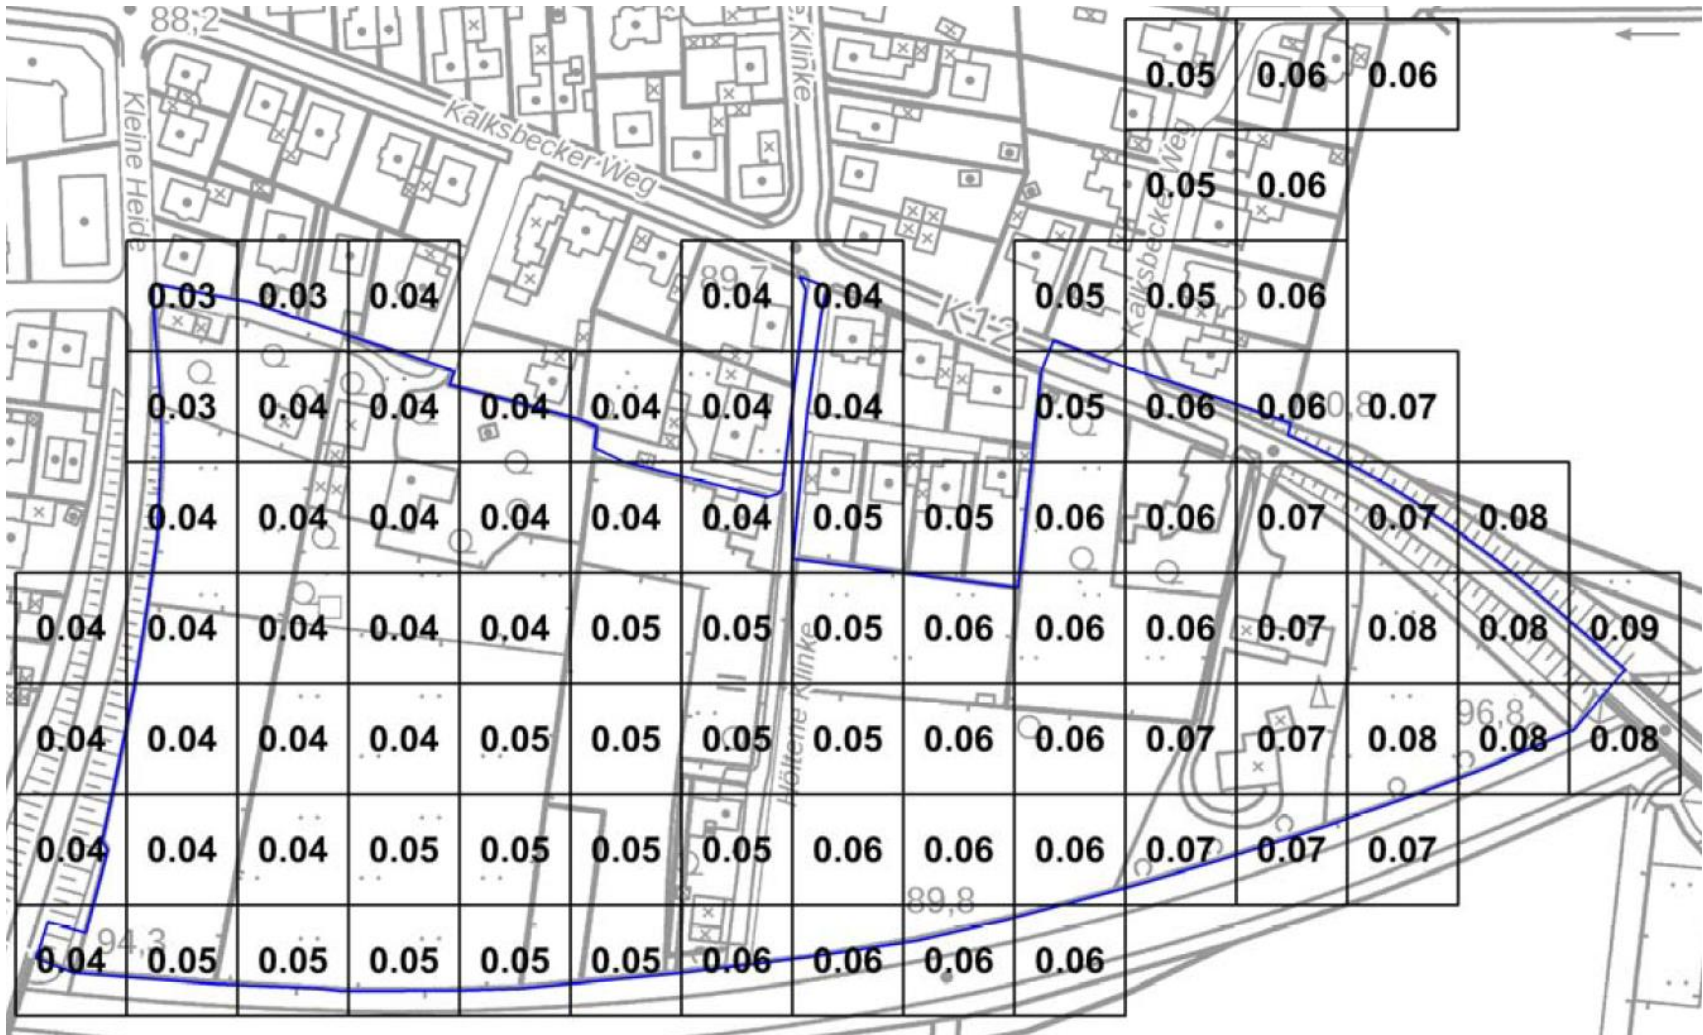 88,2
Kleine Heide
Kalksbecker Weg
Klinke
0.05 0.06 0.06
Kalksbecker Weg
0.05 0.06
89,7
0.03 0.03 0.04 0.04 0.04 0.05 0.05 0.06
K12
0.03 0.04 0.04 0.04 0.04 0.04 0.04 0.05 0.06 0.06 0.07
0.04 0.04 0.04 0.04 0.04 0.04 0.05 0.05 0.06 0.06 0.07 0.07 0.08
0.04 0.04 0.04 0.04 0.04 0.05 0.05 0.05 0.06 0.06 0.06 0.07 0.08 0.08 0.09
Höltene Klinke
96,8
0.04 0.04 0.04 0.04 0.05 0.05 0.05 0.05 0.06 0.06 0.07 0.07 0.08 0.08 0.08
0.04 0.04 0.04 0.05 0.05 0.05 0.05 0.06 0.06 0.06 0.07 0.07 0.07
89,8
94,3
0.04 0.05 0.05 0.05 0.05 0.05 0.06 0.06 0.06 0.06